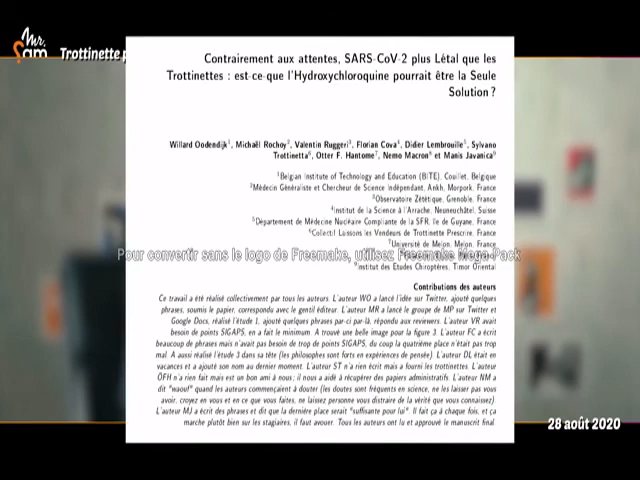 Mr.
Sam
Trottinette
Contrairement aux attentes, SARS-CoV-2 plus Létal que les
Trottinettes : est-ce-que l'Hydroxychloroquine pourrait être la Seule
Solution ?
Willard Oodendijk¹, Michaël Rochoy², Valentin Ruggeri³, Florian Cova⁴, Didier Lembrouille⁵, Sylvano
Trottinetta⁶, Otter F. Hantome⁷, Nemo Macron⁸ et Manis Javanica⁹
¹Belgian Institute of Technology and Education (BITE), Couillet, Belgique
²Médecin Généraliste et Chercheur de Science Indépendant, Ankh, Morpork, France
³Observatoire Zététique, Grenoble, France
⁴Institut de la Science à l'Arrache, Neuneuchâtel, Suisse
⁵Département de Médecine Nucléaire Compliante de la SFR, Ile de Guyane, France
⁶Collectif Laissons les Vendeurs de Trottinette Prescrire, France
⁷Université de Melon, Melon, France
Pour convertir sans le logo de Freemake, utilisez Freemake Mega Pack
⁹Institut des Etudes Chiroptères, Timor Oriental
Contributions des auteurs
Ce travail a été réalisé collectivement par tous les auteurs. L'auteur WO a lancé l'idée sur Twitter, ajouté quelques
phrases, soumis le papier, correspondu avec le gentil éditeur. L'auteur MR a lancé le groupe de MP sur Twitter et
Google Docs, réalisé l'étude 1, ajouté quelques phrases par-ci par-là, répondu aux reviewers. L'auteur VR avait
besoin de points SIGAPS, en a fait le minimum. A trouvé une belle image pour la figure 3. L'auteur FC a écrit
beaucoup de phrases mais n'avait pas besoin de trop de points SIGAPS, du coup la quatrième place n'était pas trop
mal. A aussi réalisé l'étude 3 dans sa tête (les philosophes sont forts en expériences de pensée). L'auteur DL était en
vacances et a ajouté son nom au dernier moment. L'auteur ST n'a rien écrit mais a fourni les trottinettes. L'auteur
OFH n'a rien fait mais est un bon ami à nous; il nous a aidé à récupérer des papiers administratifs. L'auteur NM a
dit "waouf" quand les auteurs commençaient à douter (les doutes sont fréquents en science, ne les laisser pas vous
avoir, croyez en vous et en ce que vous faites, ne laissez personne vous distraire de la vérité que vous connaissez).
L'auteur MJ a écrit des phrases et dit que la dernière place serait "suffisante pour lui". Il fait ça à chaque fois, et ça
marche plutôt bien sur les stagiaires, il faut avouer. Tous les auteurs ont lu et approuvé le manuscrit final.
28 août 2020